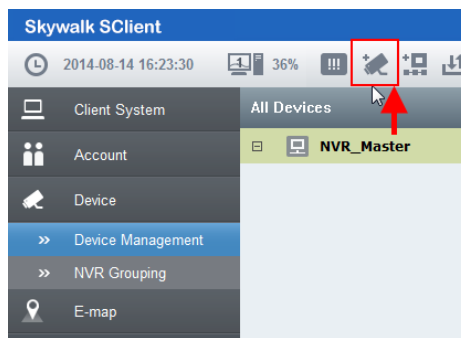 Skywalk SClient
2014-08-14 16:23:30 36%
Client System
All Devices
Account
NVR_Master
Device
Device Management
NVR Grouping
E-map